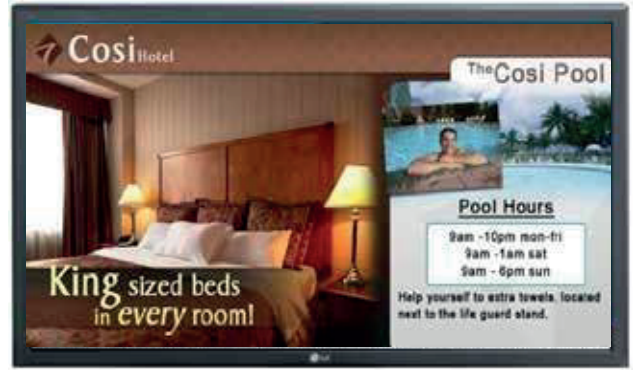 Cosi Hotel
The Cosi Pool
Pool Hours
9am -10pm mon-fri
9am -1am sat
9am - 6pm sun
Help yourself to extra towels, located
next to the life guard stand.
King sized beds
in every room!
LG